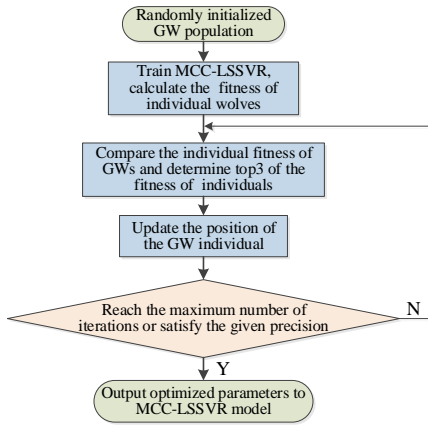 Randomly initialized
GW population
Train MCC-LSSVR,
calculate the fitness of
individual wolves
Compare the individual fitness of
GWs and determine top3 of the
fitness of individuals
Update the position of
the GW individual
Reach the maximum number of
iterations or satisfy the given precision
N
Y
Output optimized parameters to
MCC-LSSVR model